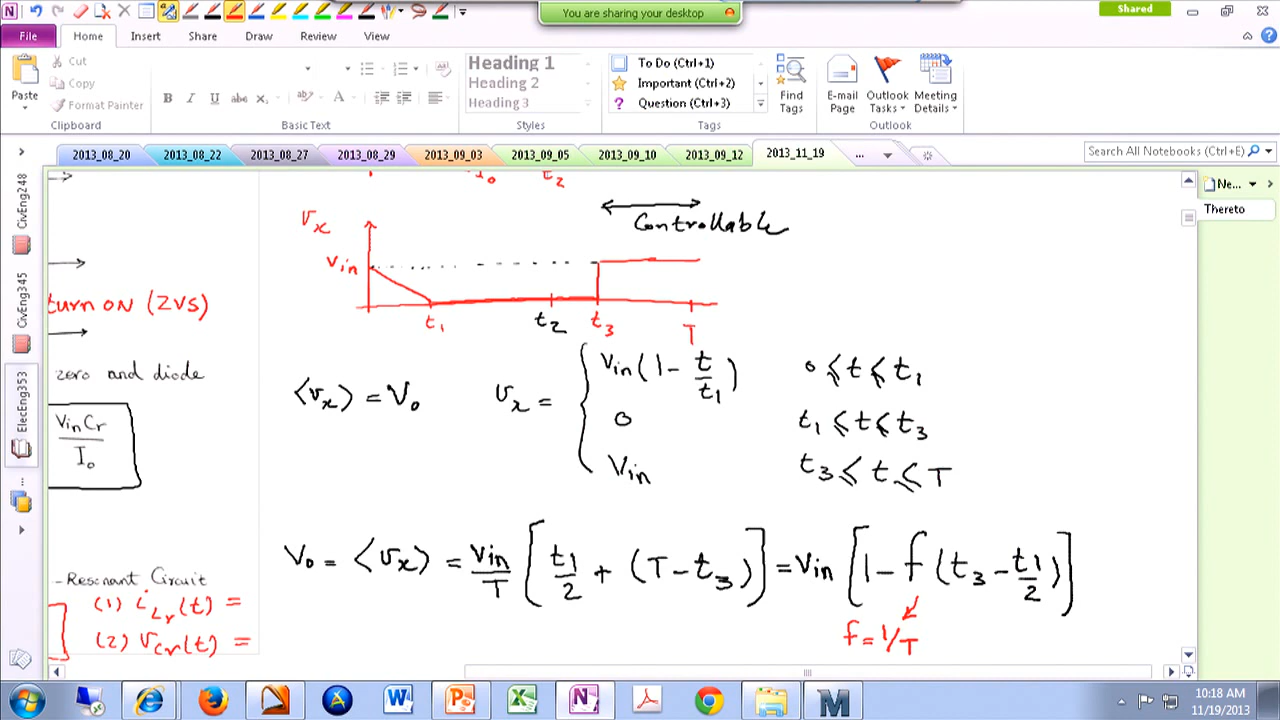 You are sharing your desktop
Shared
File Home Insert Share Draw Review View
Paste
Cut
Copy
Format Painter
Clipboard
B I U abc
Basic Text
Heading 1
Heading 2
Heading 3
Styles
To Do (Ctrl+1)
Important (Ctrl+2)
Question (Ctrl+3)
Tags
Find Tags
E-mail Page
Outlook Tasks
Meeting Details
Outlook
2013_08_20 2013_08_22 2013_08_27 2013_08_29 2013_09_03 2013_09_05 2013_09_10 2013_09_12 2013_11_19 ...
Search All Notebooks (Ctrl+E)
CivEng248
CivEng345
ElecEng353
Ne...
Thereto
t₂
vₓ
Controllable
Vin
t₁ t₂ t₃ T
turn on (ZVS)
zero and diode
VinCr / I₀
⟨vₓ⟩ = V₀
vₓ = { Vin(1 - t/t₁) 0 ≤ t ≤ t₁
0 t₁ ≤ t ≤ t₃
Vin t₃ ≤ t ≤ T
V₀ = ⟨vₓ⟩ = Vin/T [t₁/2 + (T - t₃)] = Vin [1 - f(t₃ - t₁/2)]
f = 1/T
- Resonant Circuit
(1) i_Lr(t) =
(2) v_Cr(t) =
10:18 AM
11/19/2013